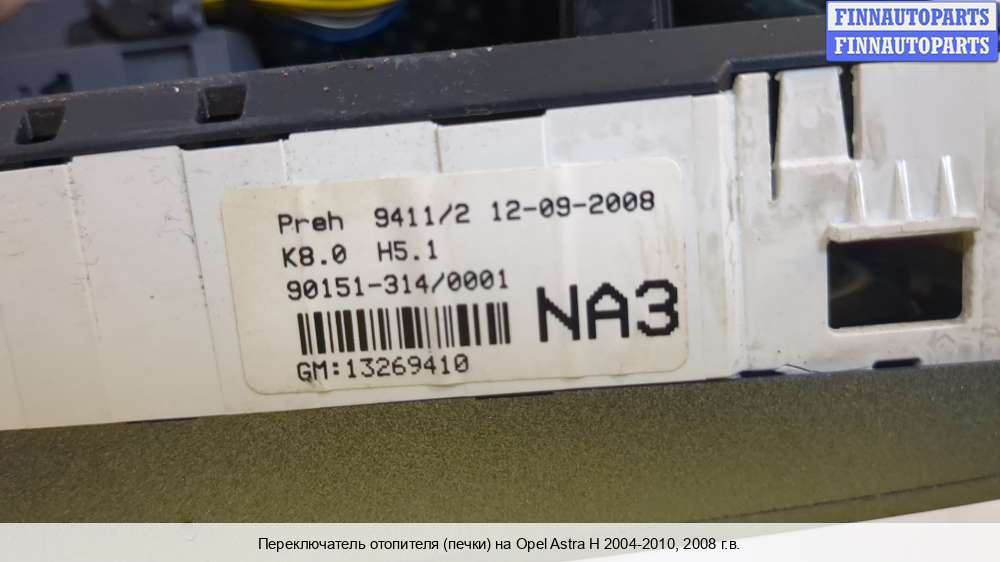 FINNAUTOPARTS
FINNAUTOPARTS
Preh 9411/2 12-09-2008
K8.0 H5.1
90151-314/0001
NA3
GM:13269410
Переключатель отопителя (печки) на Opel Astra H 2004-2010, 2008 г.в.